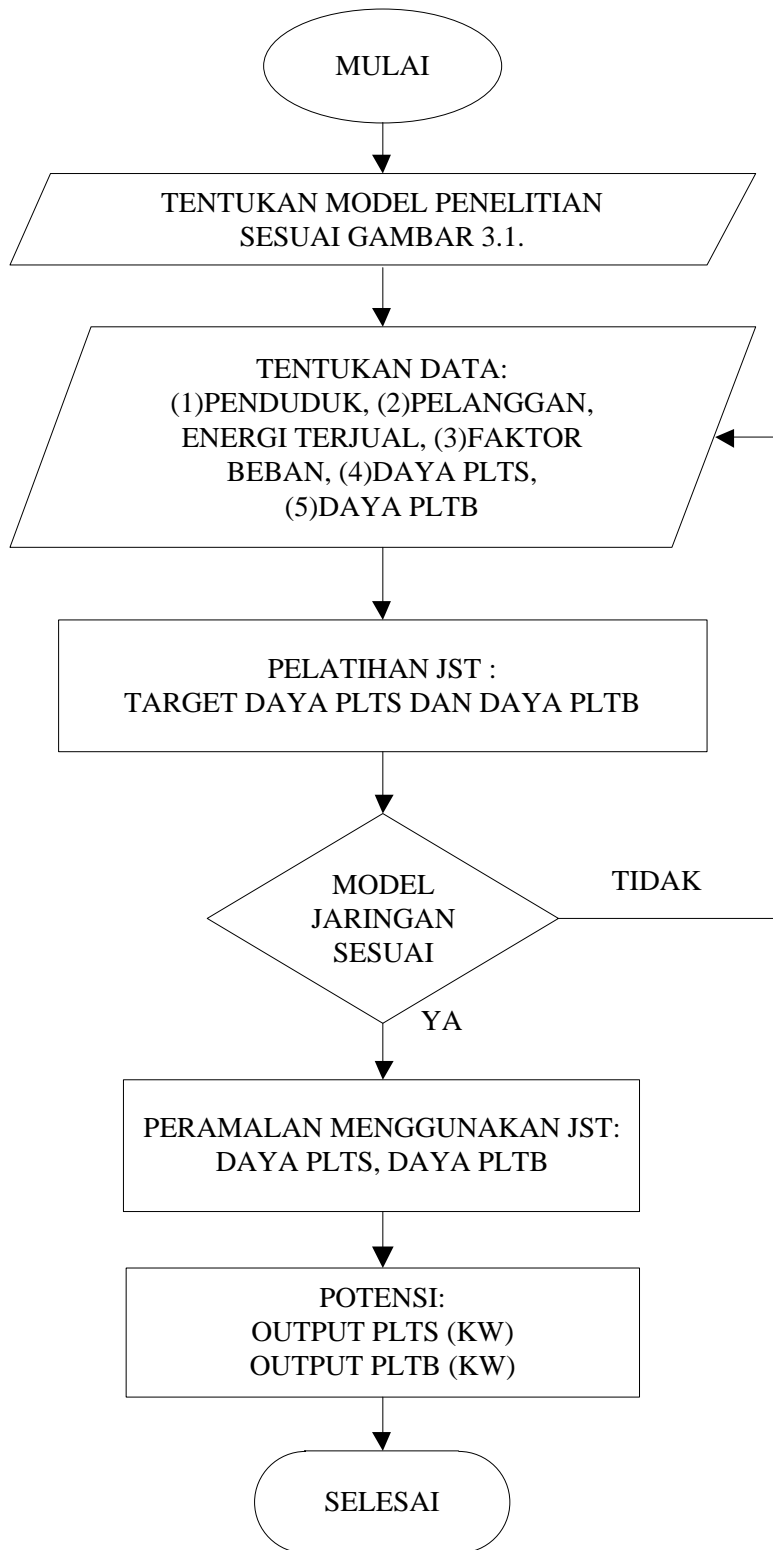 MULAI
TENTUKAN MODEL PENELITIAN
SESUAI GAMBAR 3.1.
TENTUKAN DATA:
(1)PENDUDUK, (2)PELANGGAN,
ENERGI TERJUAL, (3)FAKTOR
BEBAN, (4)DAYA PLTS,
(5)DAYA PLTB
PELATIHAN JST :
TARGET DAYA PLTS DAN DAYA PLTB
MODEL
JARINGAN
SESUAI
TIDAK
YA
PERAMALAN MENGGUNAKAN JST:
DAYA PLTS, DAYA PLTB
POTENSI:
OUTPUT PLTS (KW)
OUTPUT PLTB (KW)
SELESAI